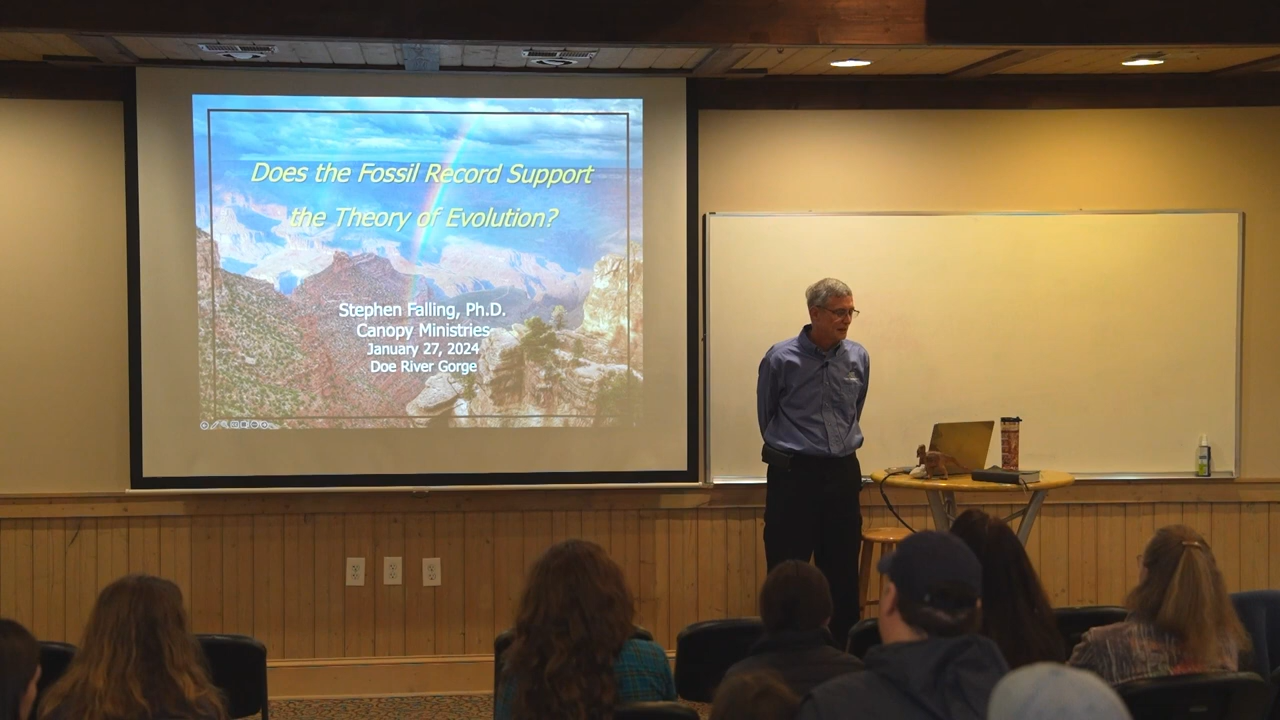 Does the Fossil Record Support
the Theory of Evolution?
Stephen Falling, Ph.D.
Canopy Ministries
January 27, 2024
Doe River Gorge